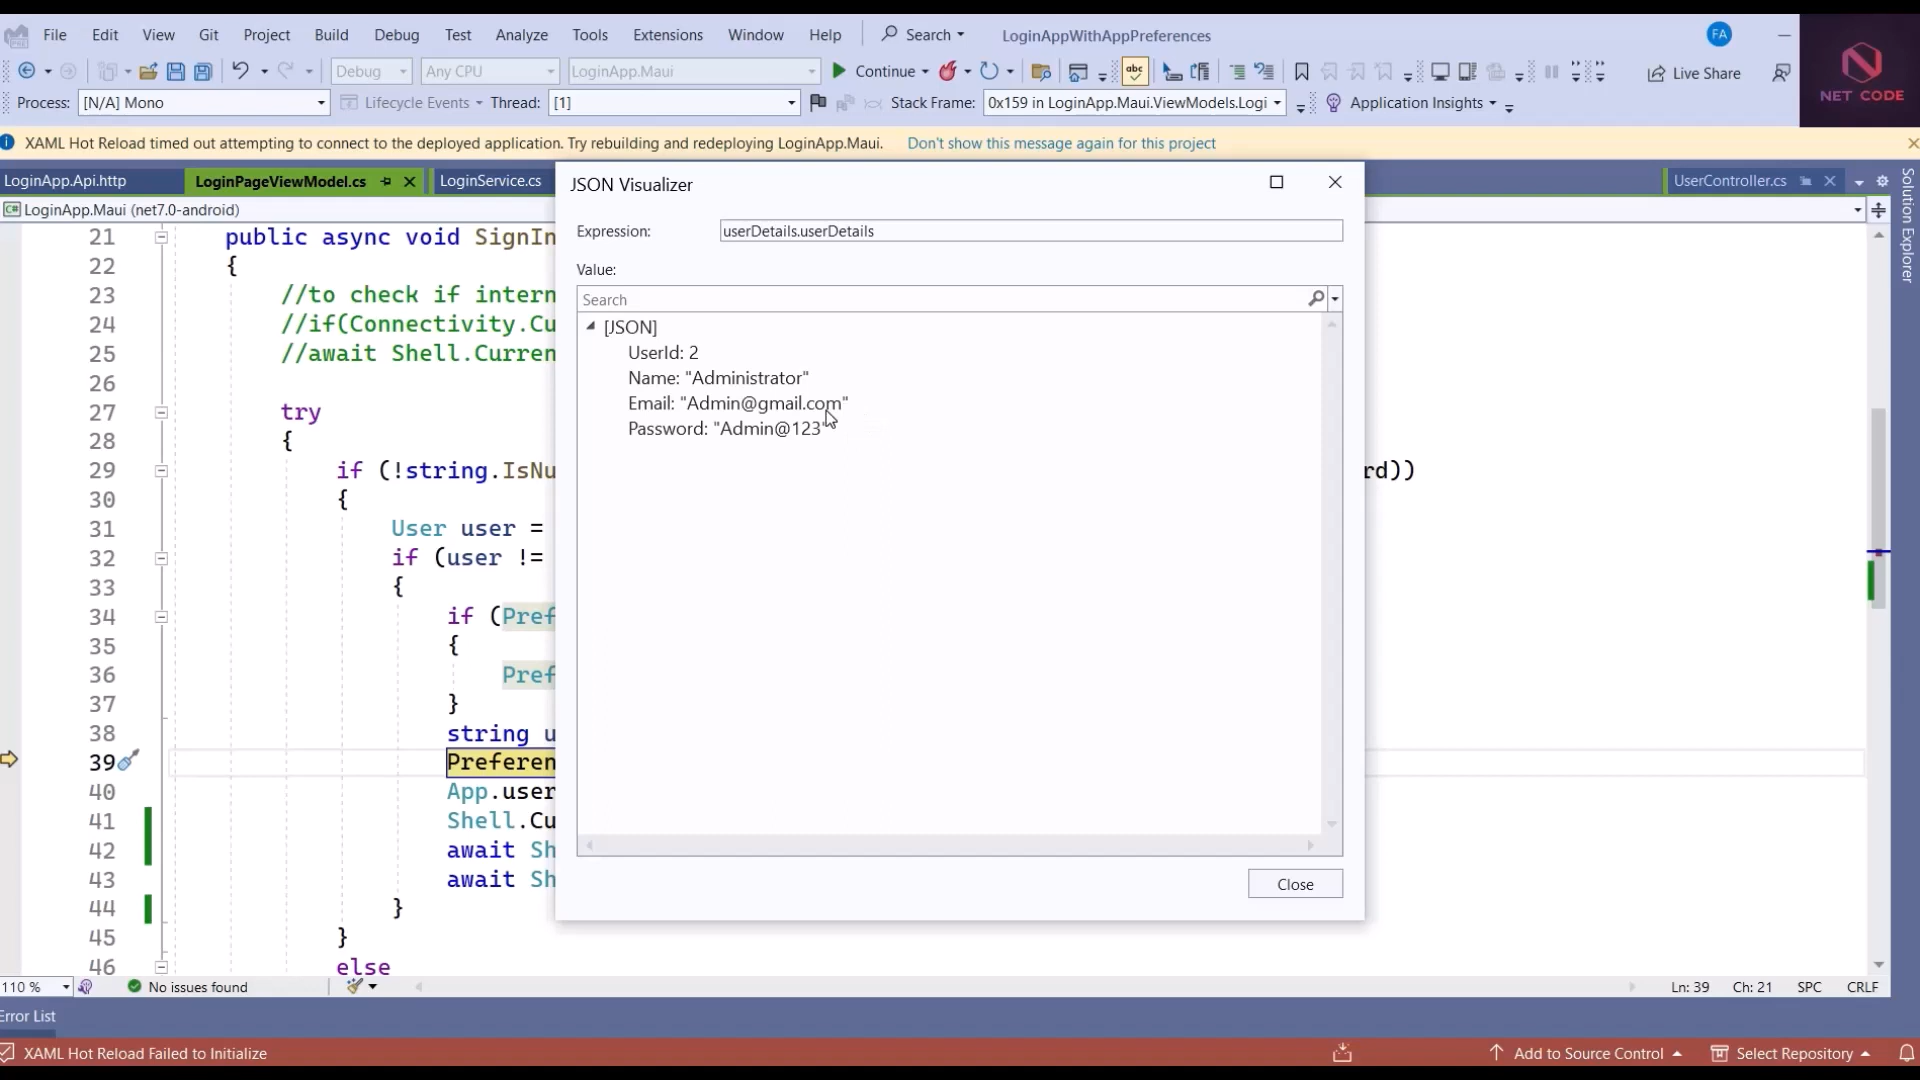 File Edit View Git Project Build Debug Test Analyze Tools Extensions Window Help Search LoginAppWithAppPreferences FA
Debug Any CPU LoginApp.Maui Continue abc Live Share
NET CODE
Process: [N/A] Mono Lifecycle Events Thread: [1] Stack Frame: 0x159 in LoginApp.Maui.ViewModels.Logi Application Insights
XAML Hot Reload timed out attempting to connect to the deployed application. Try rebuilding and redeploying LoginApp.Maui. Don't show this message again for this project
LoginApp.Api.http LoginPageViewModel.cs LoginService.cs UserController.cs
Solution Explorer
LoginApp.Maui (net7.0-android)
JSON Visualizer
Expression: userDetails.userDetails
Value:
Search
[JSON]
UserId: 2
Name: "Administrator"
Email: "Admin@gmail.com"
Password: "Admin@123"
Close
21 public async void SignIn
22 {
23 //to check if intern
24 //if(Connectivity.Cu
25 //await Shell.Curren
26
27 try
28 {
29 if (!string.IsNu rd))
30 {
31 User user =
32 if (user !=
33 {
34 if (Pref
35 {
36 Pref
37 }
38 string u
39 Preferen
40 App.user
41 Shell.Cu
42 await Sh
43 await Sh
44 }
45 }
46 else
110 % No issues found Ln: 39 Ch: 21 SPC CRLF
Error List
XAML Hot Reload Failed to Initialize Add to Source Control Select Repository